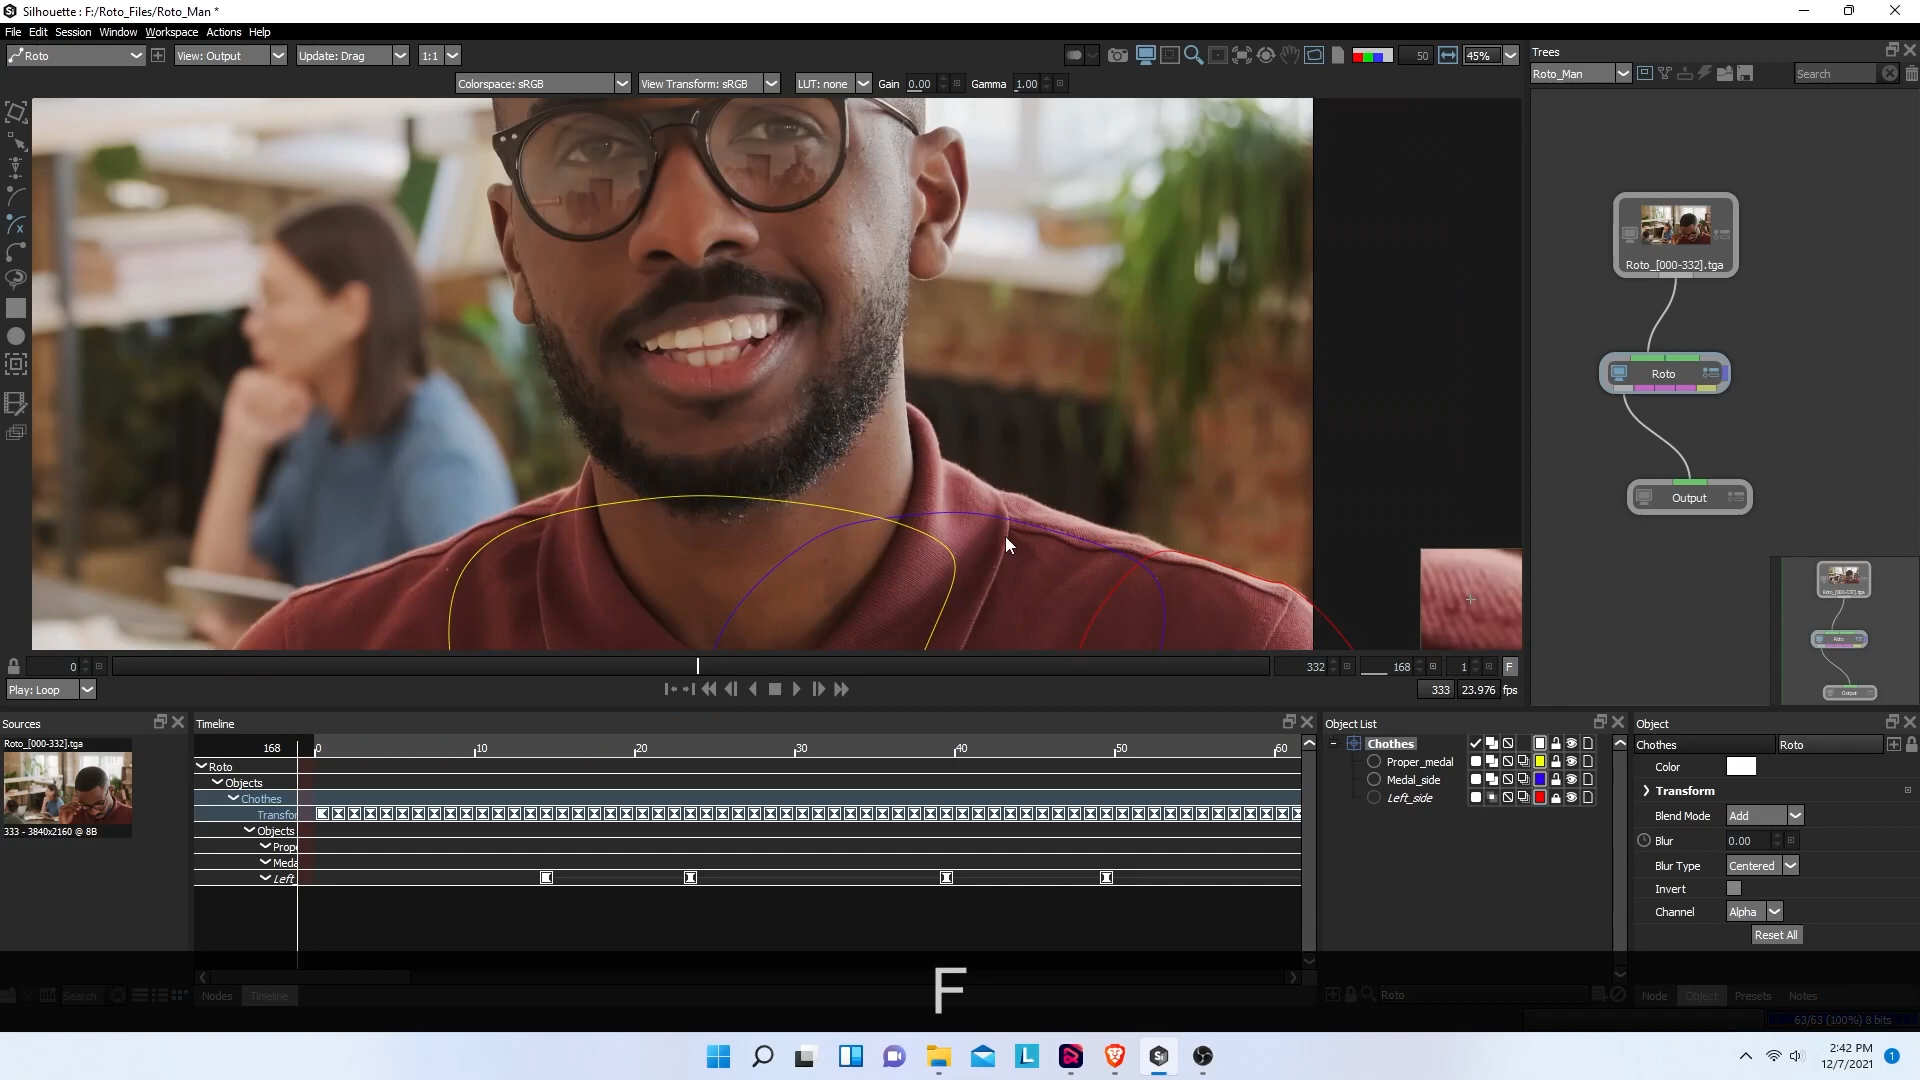 Silhouette : F:/Roto_Files/Roto_Man *
File Edit Session Window Workspace Actions Help
Roto View: Output Update: Drag 1:1 50 45%
Colorspace: sRGB View Transform: sRGB LUT: none Gain 0.00 Gamma 1.00
Trees
Roto_Man Search
Roto_[000-332].tga
Roto
Output
0 332 168 1 F
Play: Loop 333 23.976 fps
Sources
Roto_[000-332].tga
333 - 3840x2160 @ 8B
Search
Timeline
168 0 10 20 30 40 50 60
Roto
Objects
Chothes
Transfor
Objects
Prope
Meda
Left_
Nodes Timeline
F
Object List
Chothes
Proper_medal
Medal_side
Left_side
Roto
Object
Chothes Roto
Color
Transform
Blend Mode Add
Blur 0.00
Blur Type Centered
Invert
Channel Alpha
Reset All
Node Object Presets Notes
63/63 (100%) 8 bits
2:42 PM
12/7/2021
1